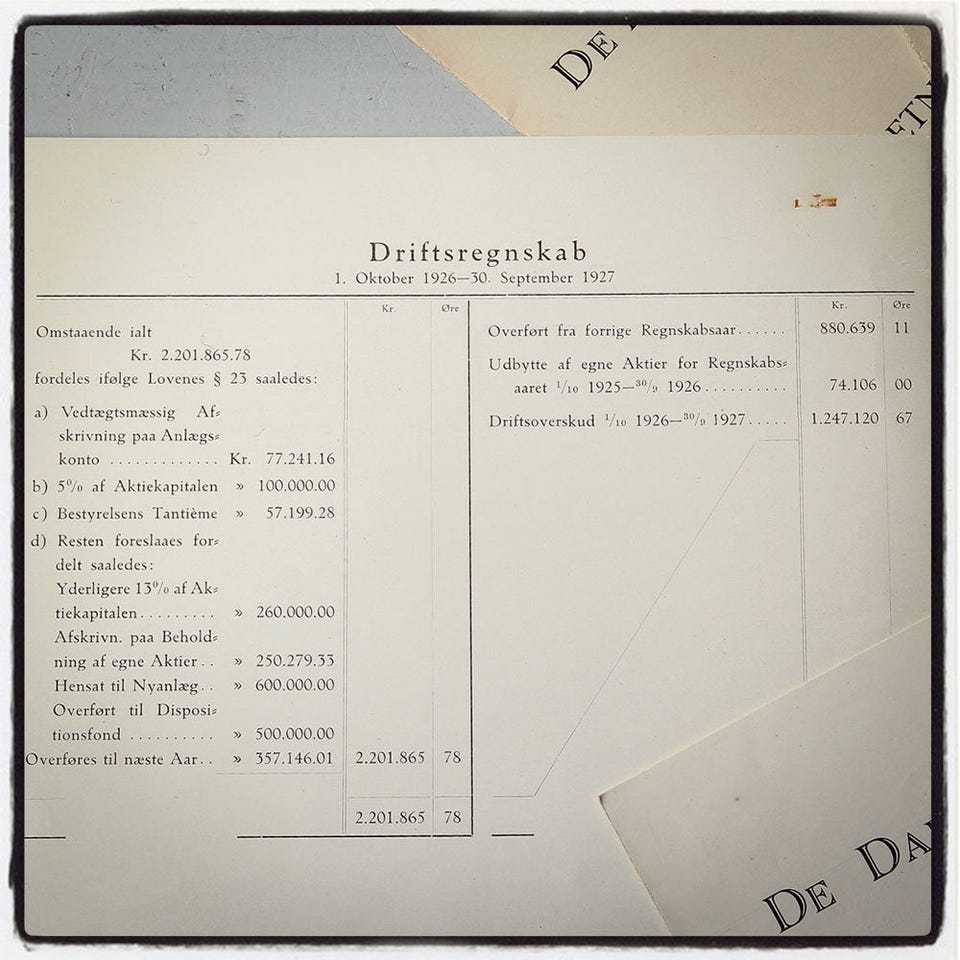 DE
ETN
Driftsregnskab
1. Oktober 1926—30. September 1927
Kr. Øre
Omstaaende ialt
Kr. 2.201.865.78
fordeles ifølge Lovenes § 23 saaledes:
a) Vedtægtsmæssig Af⸗
skrivning paa Anlægs⸗
konto ............. Kr. 77.241.16
b) 5% af Aktiekapitalen » 100.000.00
c) Bestyrelsens Tantième » 57.199.28
d) Resten foreslaaes for⸗
delt saaledes:
Yderligere 13% af Ak⸗
tiekapitalen......... » 260.000.00
Afskrivn. paa Behold⸗
ning af egne Aktier.. » 250.279.33
Hensat til Nyanlæg.. » 600.000.00
Overført til Disposi⸗
tionsfond .......... » 500.000.00
Overføres til næste Aar.. » 357.146.01 2.201.865 78
2.201.865 78
Kr. Øre
Overført fra forrige Regnskabsaar...... 880.639 11
Udbytte af egne Aktier for Regnskabs⸗
aaret 1/10 1925—30/9 1926.......... 74.106 00
Driftsoverskud 1/10 1926—30/9 1927..... 1.247.120 67
DE DA